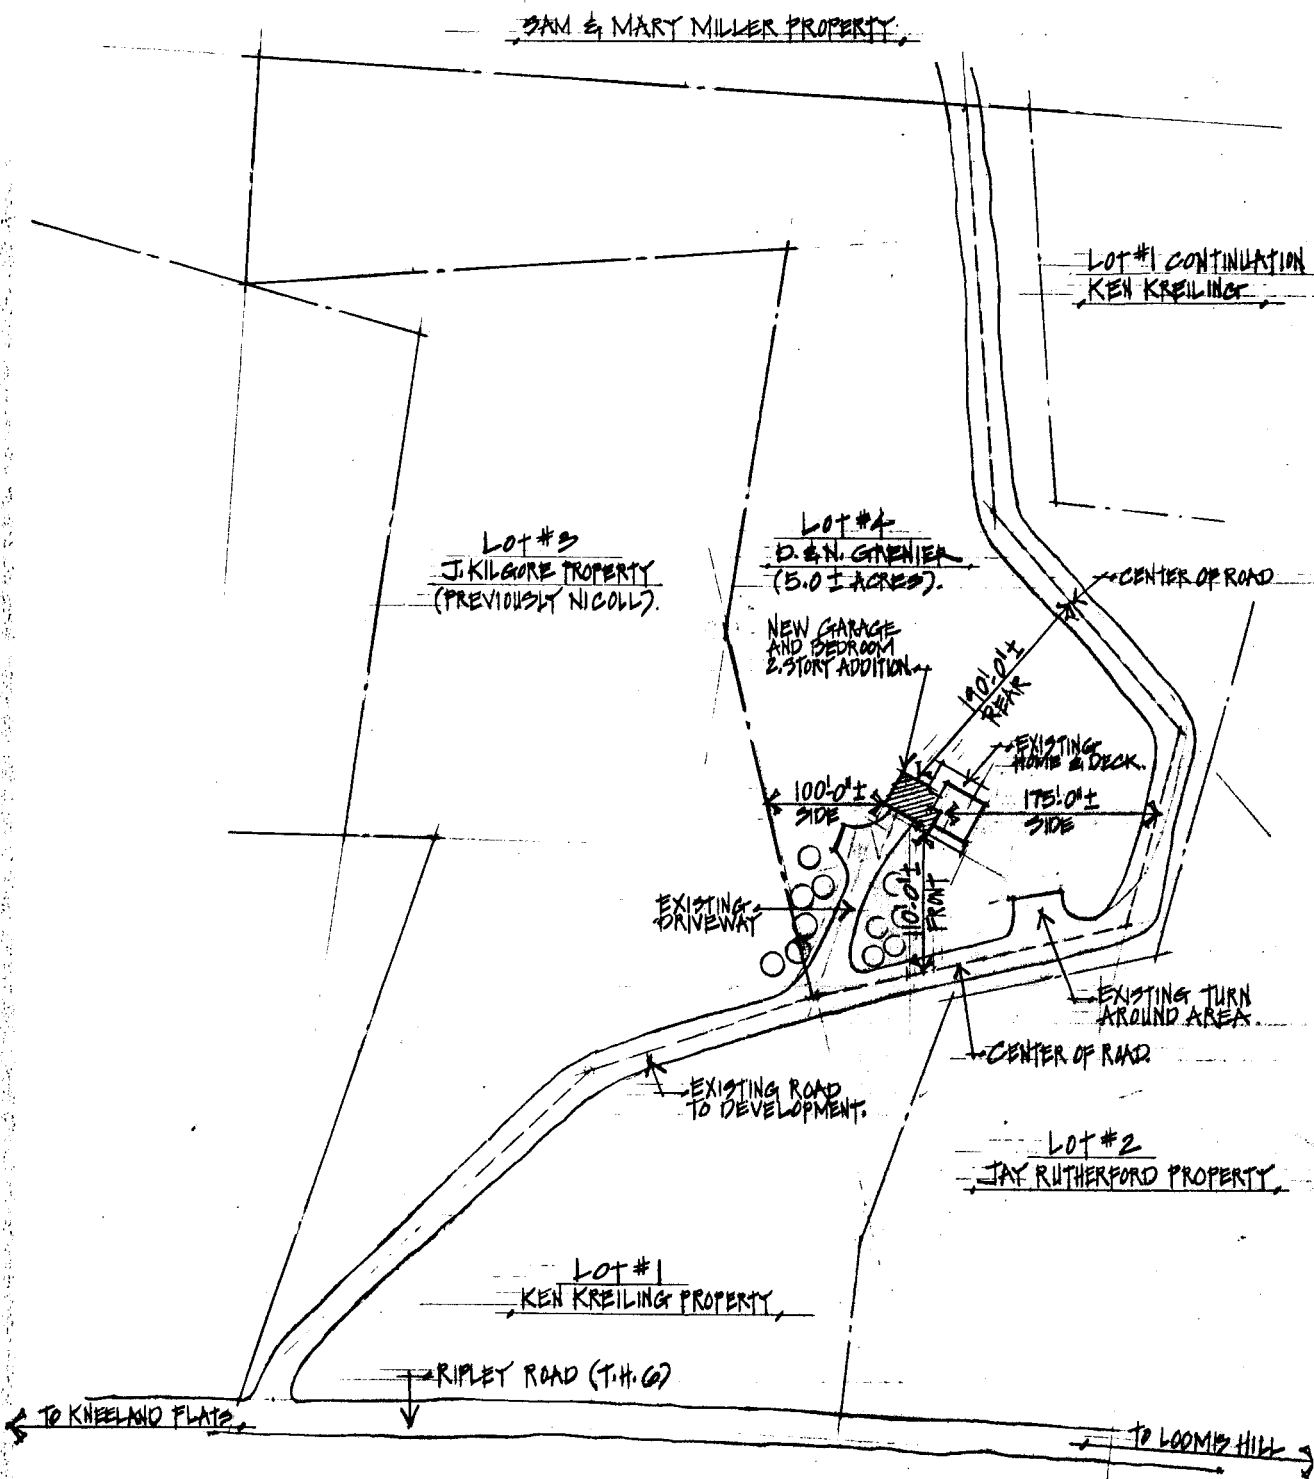 SAM & MARY MILLER PROPERTY
LOT #1 CONTINUATION
KEN KREILING
LOT #3
J. KILGORE PROPERTY
(PREVIOUSLY NICOLL).
LOT #4
D. & N. GRENIER
(5.0 ± ACRES).
CENTER OF ROAD
NEW GARAGE
AND BEDROOM
2 STORY ADDITION
190'-0"±
REAR
EXISTING
HOME & DECK.
100'-0"±
SIDE
175'-0"±
SIDE
110'-0"±
FRONT
EXISTING
DRIVEWAY
EXISTING TURN
AROUND AREA.
CENTER OF ROAD.
EXISTING ROAD
TO DEVELOPMENT.
LOT #2
JAY RUTHERFORD PROPERTY
LOT #1
KEN KREILING PROPERTY
RIPLEY ROAD (T.H. 6)
TO KNEELAND FLATS
TO LOOMIS HILL